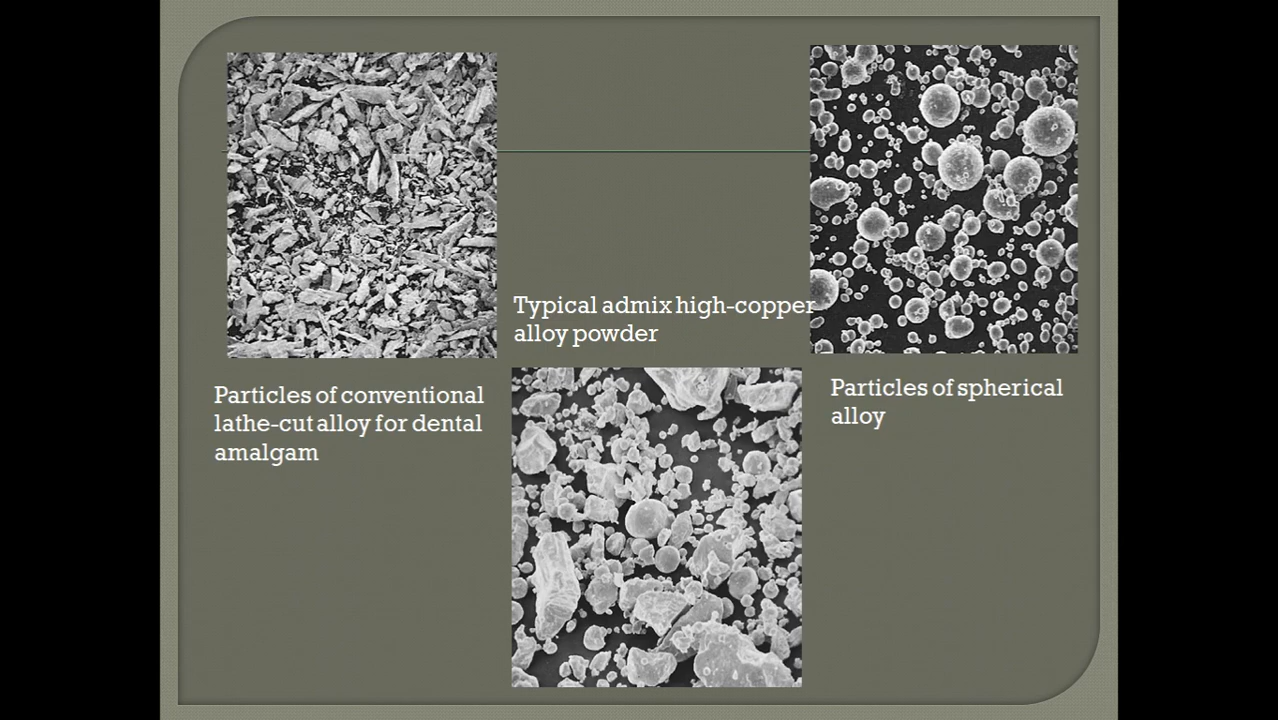 Typical admix high-copper
alloy powder
Particles of conventional
lathe-cut alloy for dental
amalgam
Particles of spherical
alloy